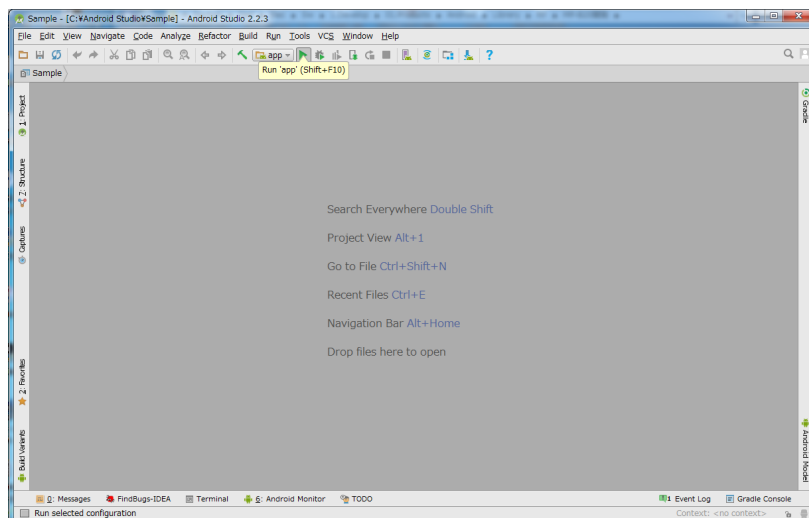 Sample - [C:¥Android Studio¥Sample] - Android Studio 2.2.3
File Edit View Navigate Code Analyze Refactor Build Run Tools VCS Window Help
app
Run 'app' (Shift+F10)
Sample
1: Project
7: Structure
Captures
2: Favorites
Build Variants
Gradle
Android Model
Search Everywhere Double Shift
Project View Alt+1
Go to File Ctrl+Shift+N
Recent Files Ctrl+E
Navigation Bar Alt+Home
Drop files here to open
0: Messages FindBugs-IDEA Terminal 6: Android Monitor TODO 1 Event Log Gradle Console
Run selected configuration Context: <no context>